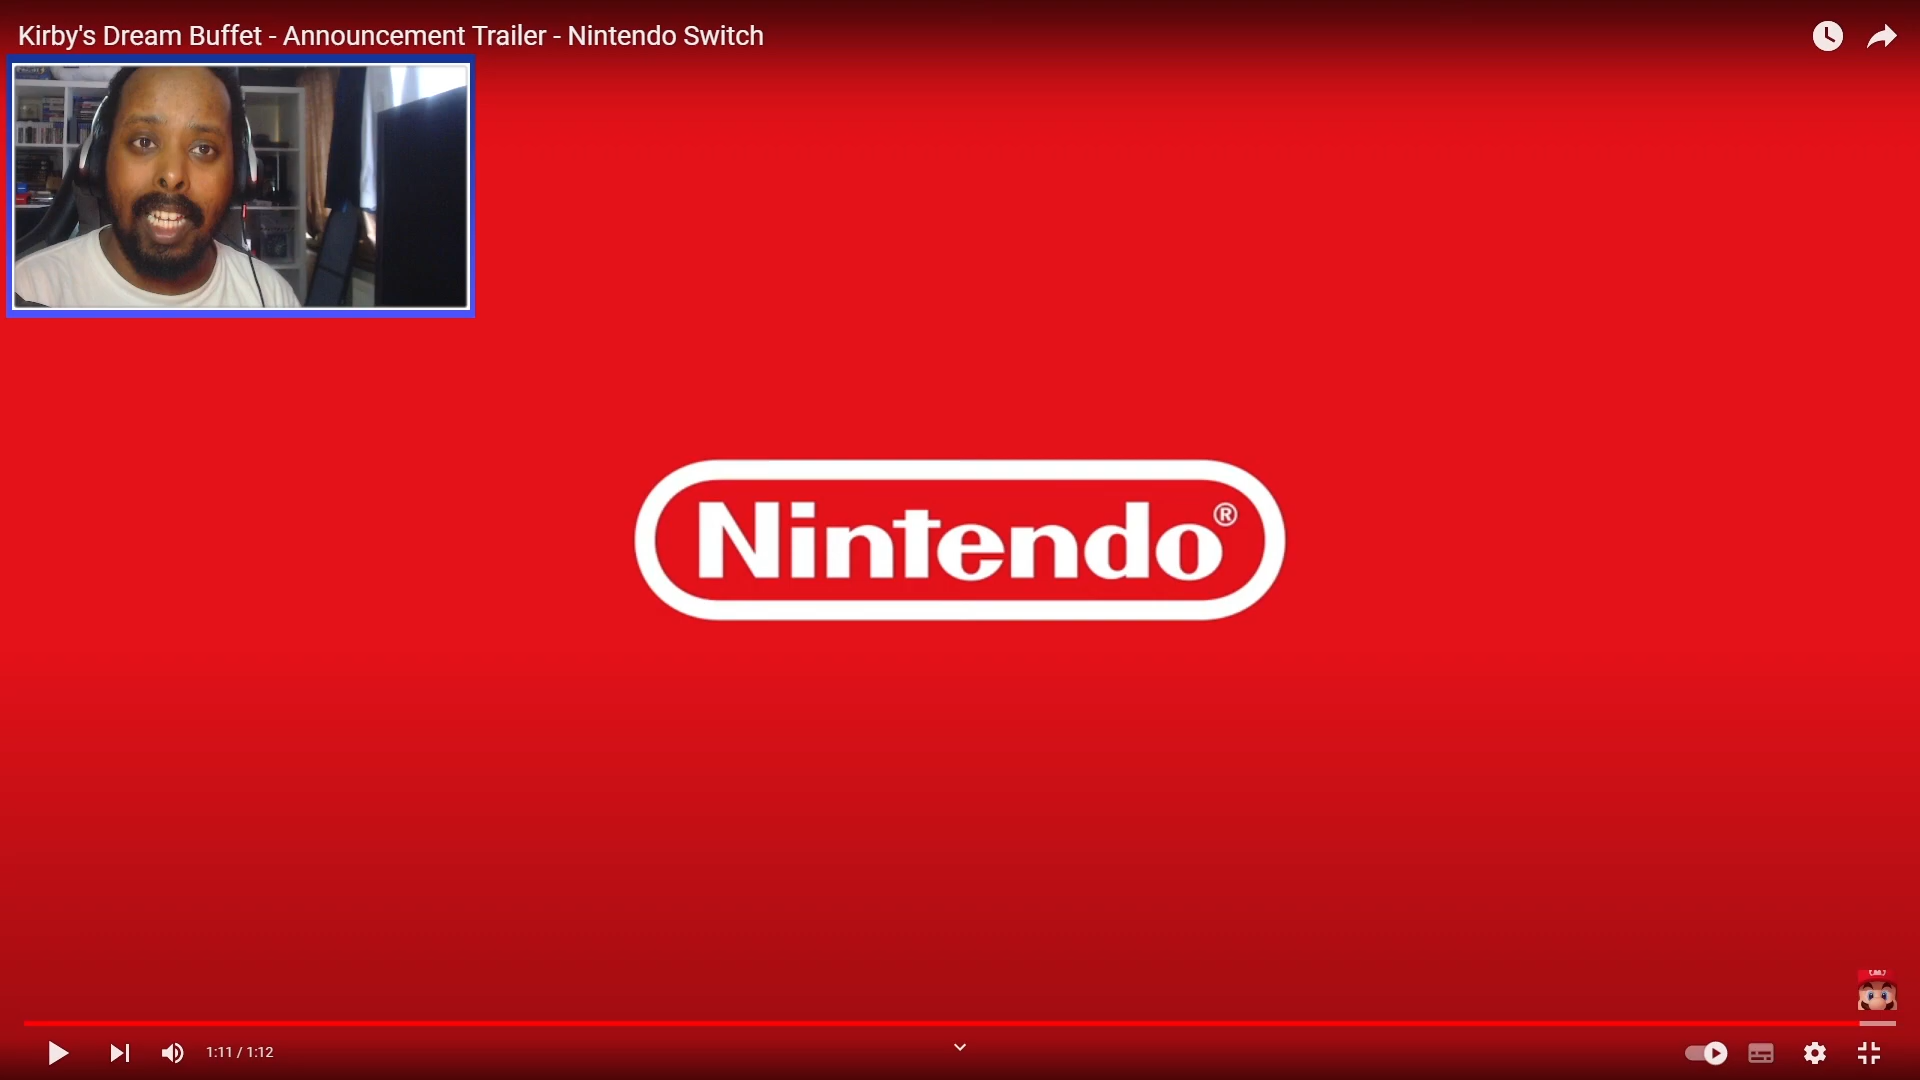 Kirby's Dream Buffet - Announcement Trailer - Nintendo Switch
Nintendo®
1:11 / 1:12